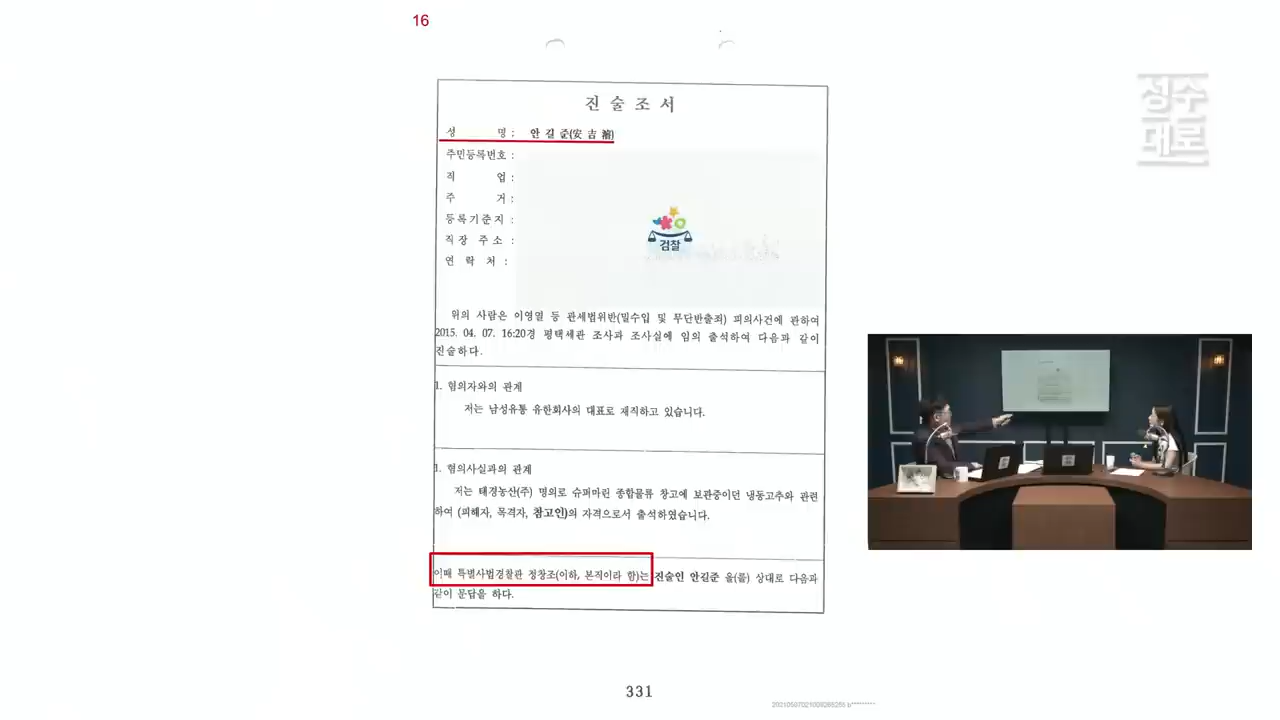 16
성수
대로
진 술 조 서
성 명 : 안 길 준(安 吉 濬)
주민등록번호 :
직 업 :
주 거 :
등록기준지 :
직장 주소 :
연 락 처 :
검찰
위의 사람은 이영열 등 관세범위반(밀수입 및 무단반출죄) 피의사건에 관하여
2015. 04. 07. 16:20경 평택세관 조사과 조사실에 임의 출석하여 다음과 같이
진술하다.
1. 혐의자와의 관계
저는 남성유통 유한회사의 대표로 재직하고 있습니다.
1. 혐의사실과의 관계
저는 태경농산(주) 명의로 슈퍼마린 종합물류 창고에 보관중이던 냉동고추와 관련
하여 (피해자, 목격자, 참고인)의 자격으로서 출석하였습니다.
이때 특별사법경찰관 정창조(이하, 본직이라 함)는 진술인 안길준 을(를) 상대로 다음과
같이 문답을 하다.
331